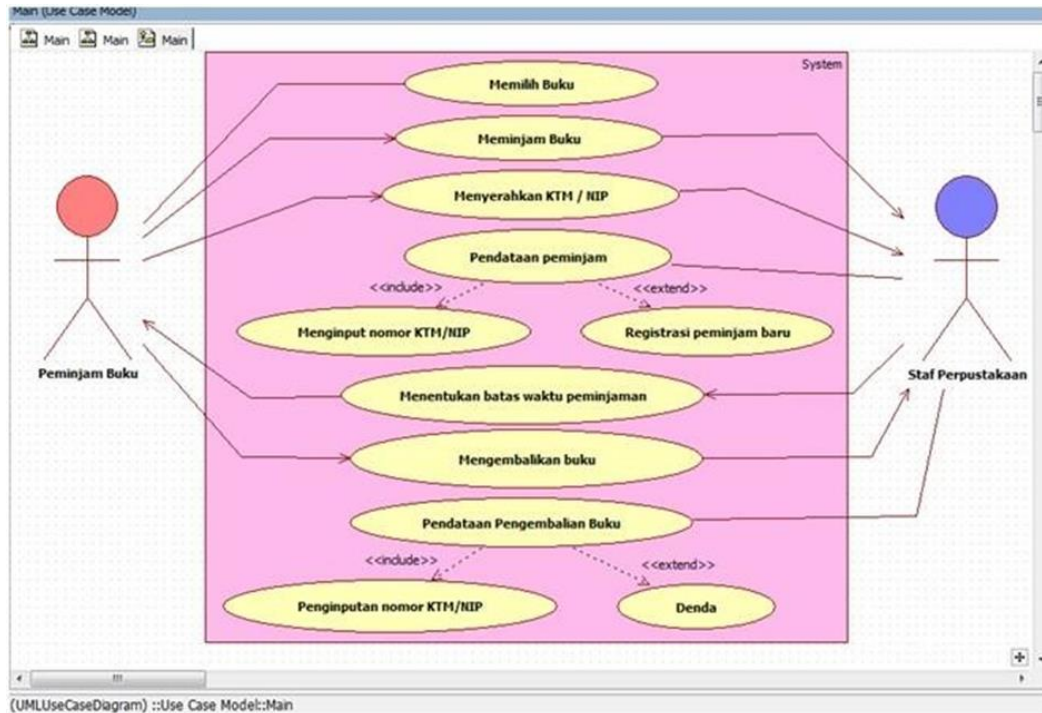 Main (Use Case Model)
Main Main Main
System
Memilih Buku
Meminjam Buku
Menyerahkan KTM / NIP
Pendataan peminjam
<<include>> <<extend>>
Menginput nomor KTM/NIP Registrasi peminjam baru
Peminjam Buku Staf Perpustakaan
Menentukan batas waktu peminjaman
Mengembalikan buku
Pendataan Pengembalian Buku
<<include>> <<extend>>
Penginputan nomor KTM/NIP Denda
(UMLUseCaseDiagram) ::Use Case Model::Main